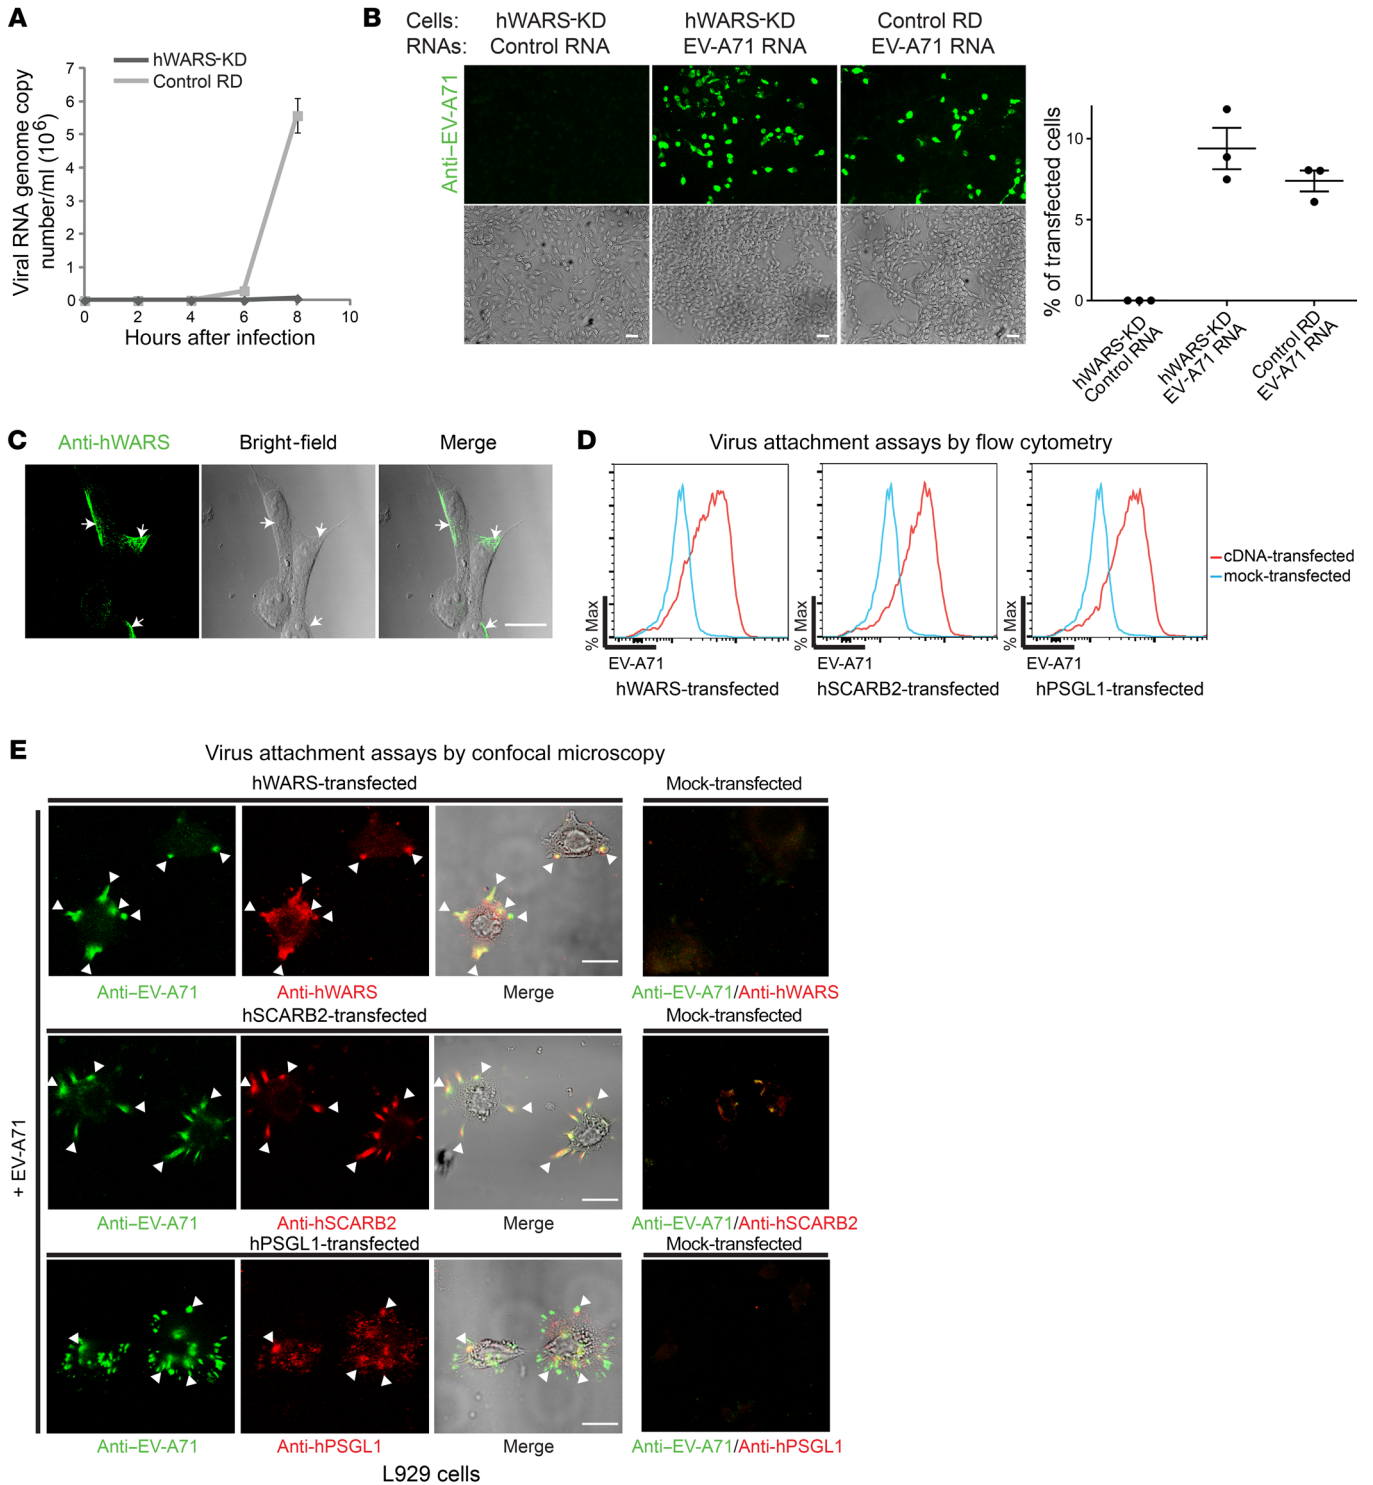 A
hWARS-KD
Control RD
Viral RNA genome copy
number/ml (10^6)
7
6
5
4
3
2
1
0
0 2 4 6 8 10
Hours after infection
B
Cells: hWARS-KD hWARS-KD Control RD
RNAs: Control RNA EV-A71 RNA EV-A71 RNA
Anti–EV-A71
% of transfected cells
10
5
0
hWARS-KD
Control RNA
hWARS-KD
EV-A71 RNA
Control RD
EV-A71 RNA
C
Anti-hWARS Bright-field Merge
D
Virus attachment assays by flow cytometry
% Max % Max % Max
EV-A71 EV-A71 EV-A71
hWARS-transfected hSCARB2-transfected hPSGL1-transfected
cDNA-transfected
mock-transfected
E
Virus attachment assays by confocal microscopy
hWARS-transfected Mock-transfected
Anti–EV-A71 Anti-hWARS Merge Anti–EV-A71/Anti-hWARS
hSCARB2-transfected Mock-transfected
+ EV-A71
Anti–EV-A71 Anti-hSCARB2 Merge Anti–EV-A71/Anti-hSCARB2
hPSGL1-transfected Mock-transfected
Anti–EV-A71 Anti-hPSGL1 Merge Anti–EV-A71/Anti-hPSGL1
L929 cells